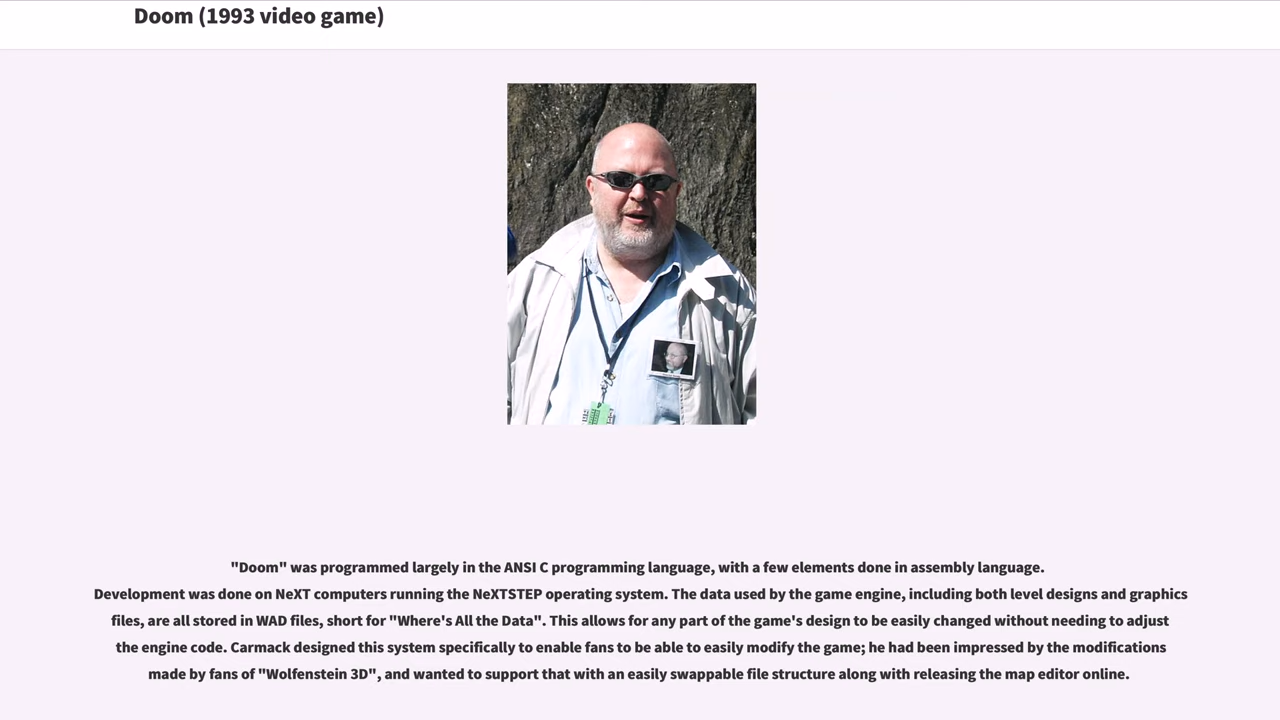 Doom (1993 video game)
"Doom" was programmed largely in the ANSI C programming language, with a few elements done in assembly language.
Development was done on NeXT computers running the NeXTSTEP operating system. The data used by the game engine, including both level designs and graphics
files, are all stored in WAD files, short for "Where's All the Data". This allows for any part of the game's design to be easily changed without needing to adjust
the engine code. Carmack designed this system specifically to enable fans to be able to easily modify the game; he had been impressed by the modifications
made by fans of "Wolfenstein 3D", and wanted to support that with an easily swappable file structure along with releasing the map editor online.